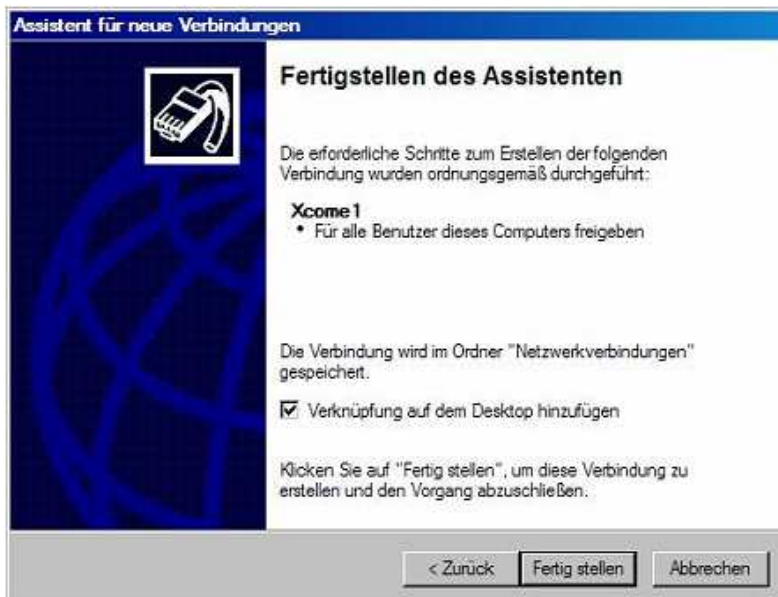 Assistent für neue Verbindungen
Fertigstellen des Assistenten
Die erforderliche Schritte zum Erstellen der folgenden
Verbindung wurden ordnungsgemäß durchgeführt:
Xcome1
• Für alle Benutzer dieses Computers freigeben
Die Verbindung wird im Ordner "Netzwerkverbindungen"
gespeichert.
Verknüpfung auf dem Desktop hinzufügen
Klicken Sie auf "Fertig stellen", um diese Verbindung zu
erstellen und den Vorgang abzuschließen.
< Zurück Fertig stellen Abbrechen